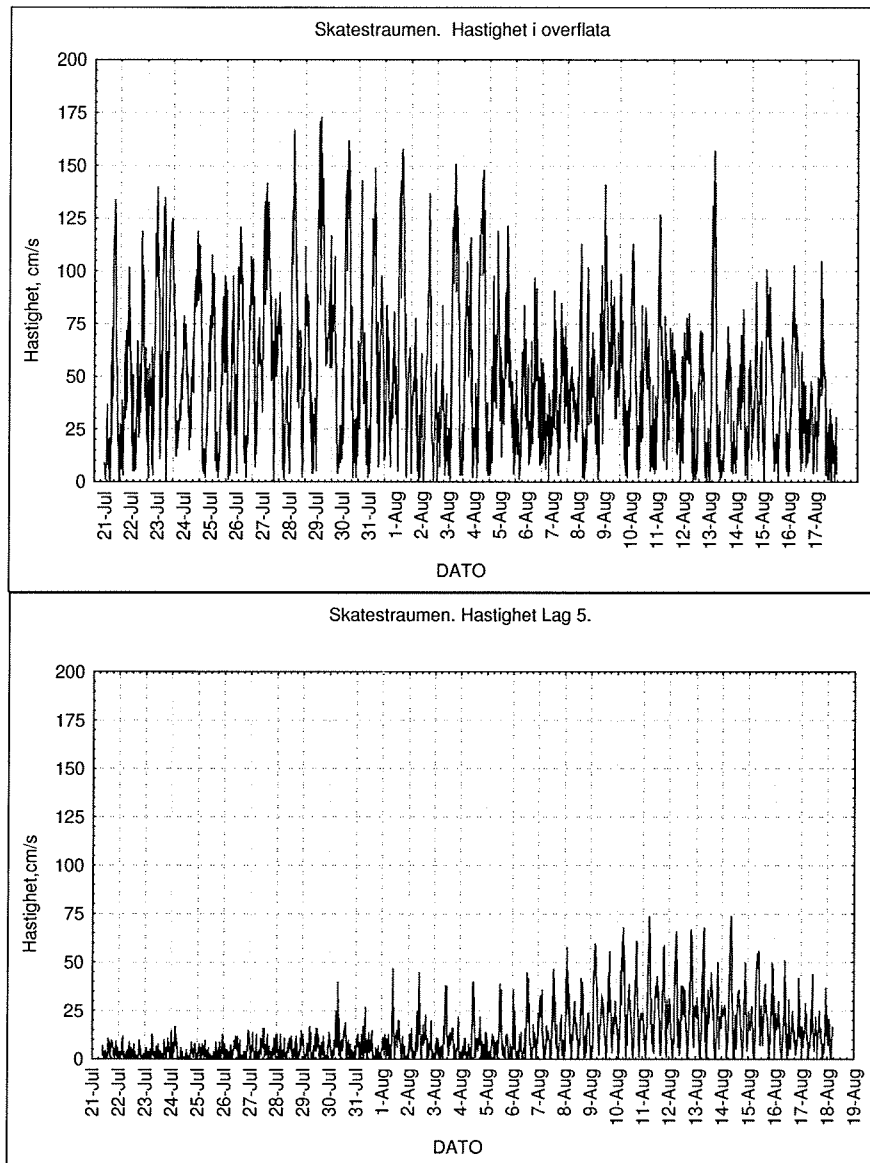 Skatestraumen. Hastighet i overflata
200
175
150
125
100
75
50
25
0
Hastighet, cm/s
21-Jul
22-Jul
23-Jul
24-Jul
25-Jul
26-Jul
27-Jul
28-Jul
29-Jul
30-Jul
31-Jul
1-Aug
2-Aug
3-Aug
4-Aug
5-Aug
6-Aug
7-Aug
8-Aug
9-Aug
10-Aug
11-Aug
12-Aug
13-Aug
14-Aug
15-Aug
16-Aug
17-Aug
DATO
Skatestraumen. Hastighet Lag 5.
200
175
150
125
100
75
50
25
0
Hastighet,cm/s
21-Jul
22-Jul
23-Jul
24-Jul
25-Jul
26-Jul
27-Jul
28-Jul
29-Jul
30-Jul
31-Jul
1-Aug
2-Aug
3-Aug
4-Aug
5-Aug
6-Aug
7-Aug
8-Aug
9-Aug
10-Aug
11-Aug
12-Aug
13-Aug
14-Aug
15-Aug
16-Aug
17-Aug
18-Aug
19-Aug
DATO